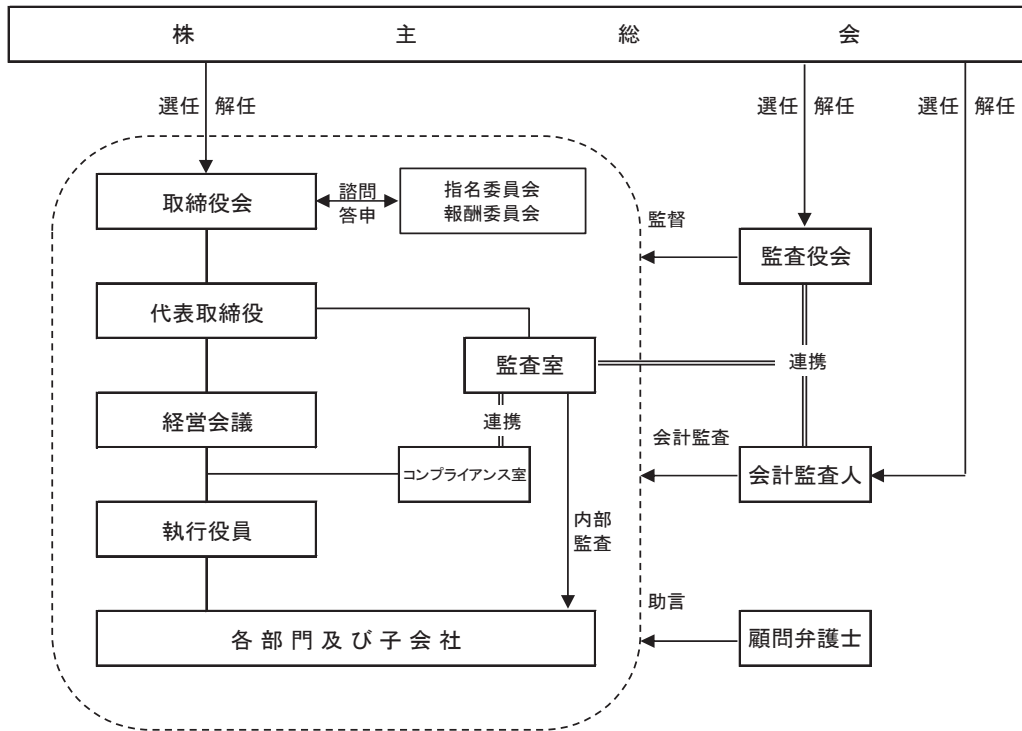 株主総会
選任 解任
選任 解任
選任 解任
取締役会
諮問
答申
指名委員会
報酬委員会
監督
監査役会
代表取締役
監査室
連携
経営会議
連携
会計監査
コンプライアンス室
会計監査人
執行役員
内部
監査
助言
各部門及び子会社
顧問弁護士